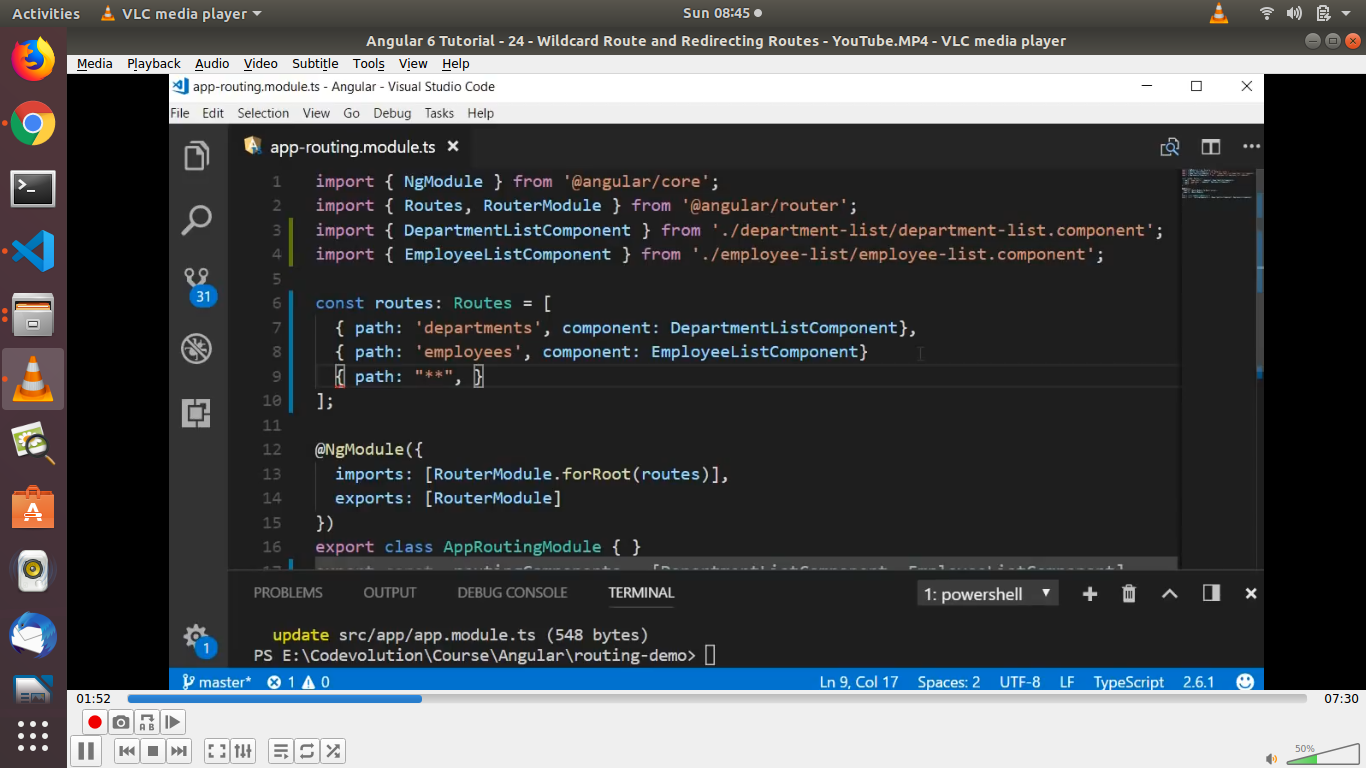 Activities VLC media player Sun 08:45
Angular 6 Tutorial - 24 - Wildcard Route and Redirecting Routes - YouTube.MP4 - VLC media player
Media Playback Audio Video Subtitle Tools View Help
app-routing.module.ts - Angular - Visual Studio Code
File Edit Selection View Go Debug Tasks Help
app-routing.module.ts
1 import { NgModule } from '@angular/core';
2 import { Routes, RouterModule } from '@angular/router';
3 import { DepartmentListComponent } from './department-list/department-list.component';
4 import { EmployeeListComponent } from './employee-list/employee-list.component';
5
6 const routes: Routes = [
7 { path: 'departments', component: DepartmentListComponent},
8 { path: 'employees', component: EmployeeListComponent}
9 { path: "**", }
10 ];
11
12 @NgModule({
13 imports: [RouterModule.forRoot(routes)],
14 exports: [RouterModule]
15 })
16 export class AppRoutingModule { }
31
PROBLEMS OUTPUT DEBUG CONSOLE TERMINAL 1: powershell
update src/app/app.module.ts (548 bytes)
PS E:\Codevolution\Course\Angular\routing-demo>
1
master* 1 0 Ln 9, Col 17 Spaces: 2 UTF-8 LF TypeScript 2.6.1
01:52 07:30
50%